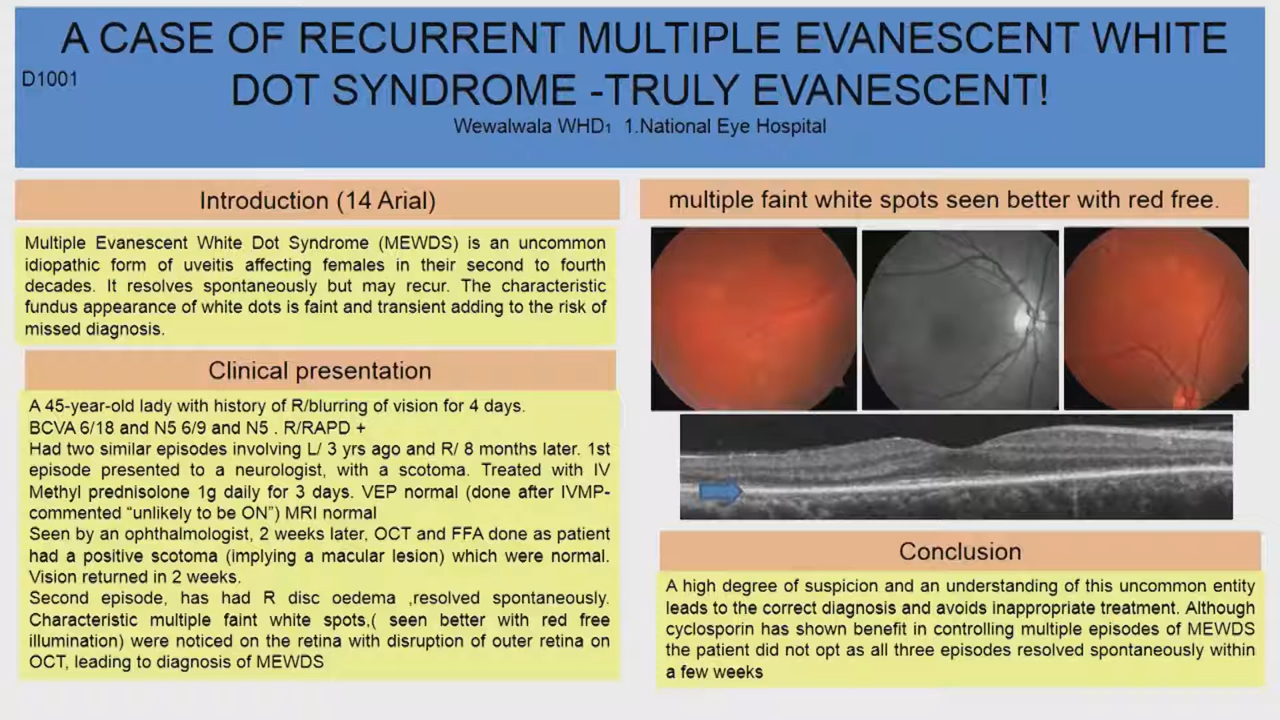 A CASE OF RECURRENT MULTIPLE EVANESCENT WHITE
DOT SYNDROME -TRULY EVANESCENT!
D1001
Wewalwala WHD1 1.National Eye Hospital
Introduction (14 Arial)
Multiple Evanescent White Dot Syndrome (MEWDS) is an uncommon
idiopathic form of uveitis affecting females in their second to fourth
decades. It resolves spontaneously but may recur. The characteristic
fundus appearance of white dots is faint and transient adding to the risk of
missed diagnosis.
Clinical presentation
A 45-year-old lady with history of R/blurring of vision for 4 days.
BCVA 6/18 and N5 6/9 and N5 . R/RAPD +
Had two similar episodes involving L/ 3 yrs ago and R/ 8 months later. 1st
episode presented to a neurologist, with a scotoma. Treated with IV
Methyl prednisolone 1g daily for 3 days. VEP normal (done after IVMP-
commented “unlikely to be ON”) MRI normal
Seen by an ophthalmologist, 2 weeks later, OCT and FFA done as patient
had a positive scotoma (implying a macular lesion) which were normal.
Vision returned in 2 weeks.
Second episode, has had R disc oedema ,resolved spontaneously.
Characteristic multiple faint white spots,( seen better with red free
illumination) were noticed on the retina with disruption of outer retina on
OCT, leading to diagnosis of MEWDS
multiple faint white spots seen better with red free.
Conclusion
A high degree of suspicion and an understanding of this uncommon entity
leads to the correct diagnosis and avoids inappropriate treatment. Although
cyclosporin has shown benefit in controlling multiple episodes of MEWDS
the patient did not opt as all three episodes resolved spontaneously within
a few weeks